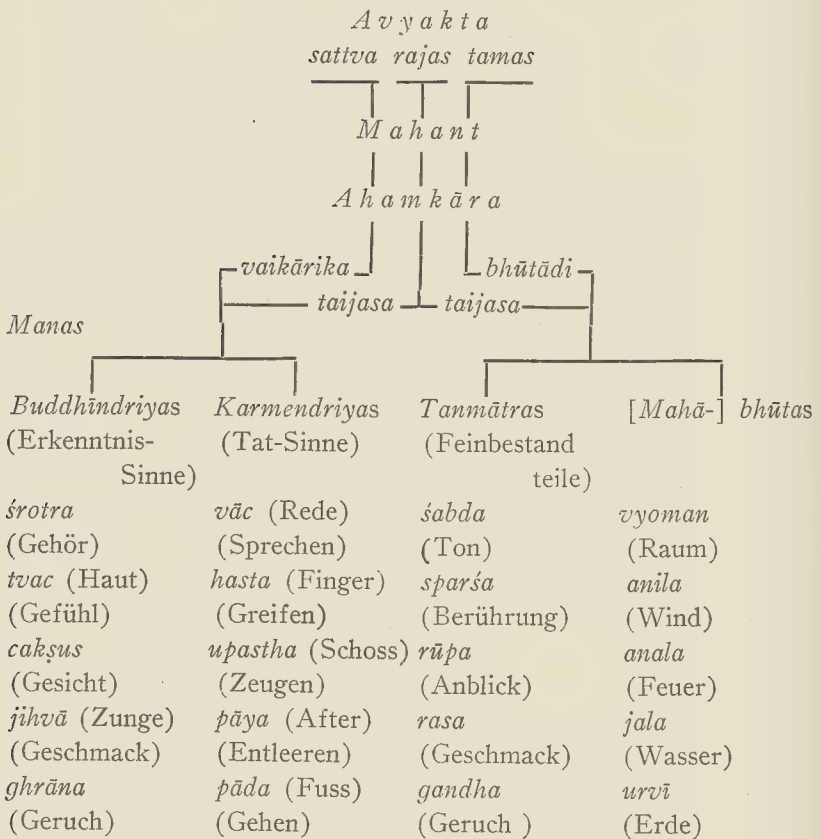 Avyakta
sattva rajas tamas
Mahant
Ahamkāra
vaikārika bhūtādi
taijasa taijasa
Manas
Buddhīndriyas Karmendriyas Tanmātras [Mahā-] bhūtas
(Erkenntnis- (Tat-Sinne) (Feinbestand
Sinne) teile)
śrotra vāc (Rede) śabda vyoman
(Gehör) (Sprechen) (Ton) (Raum)
tvac (Haut) hasta (Finger) sparśa anila
(Gefühl) (Greifen) (Berührung) (Wind)
cakṣus upastha (Schoss) rūpa anala
(Gesicht) (Zeugen) (Anblick) (Feuer)
jihvā (Zunge) pāya (After) rasa jala
(Geschmack) (Entleeren) (Geschmack) (Wasser)
ghrāna pāda (Fuss) gandha urvī
(Geruch) (Gehen) (Geruch ) (Erde)